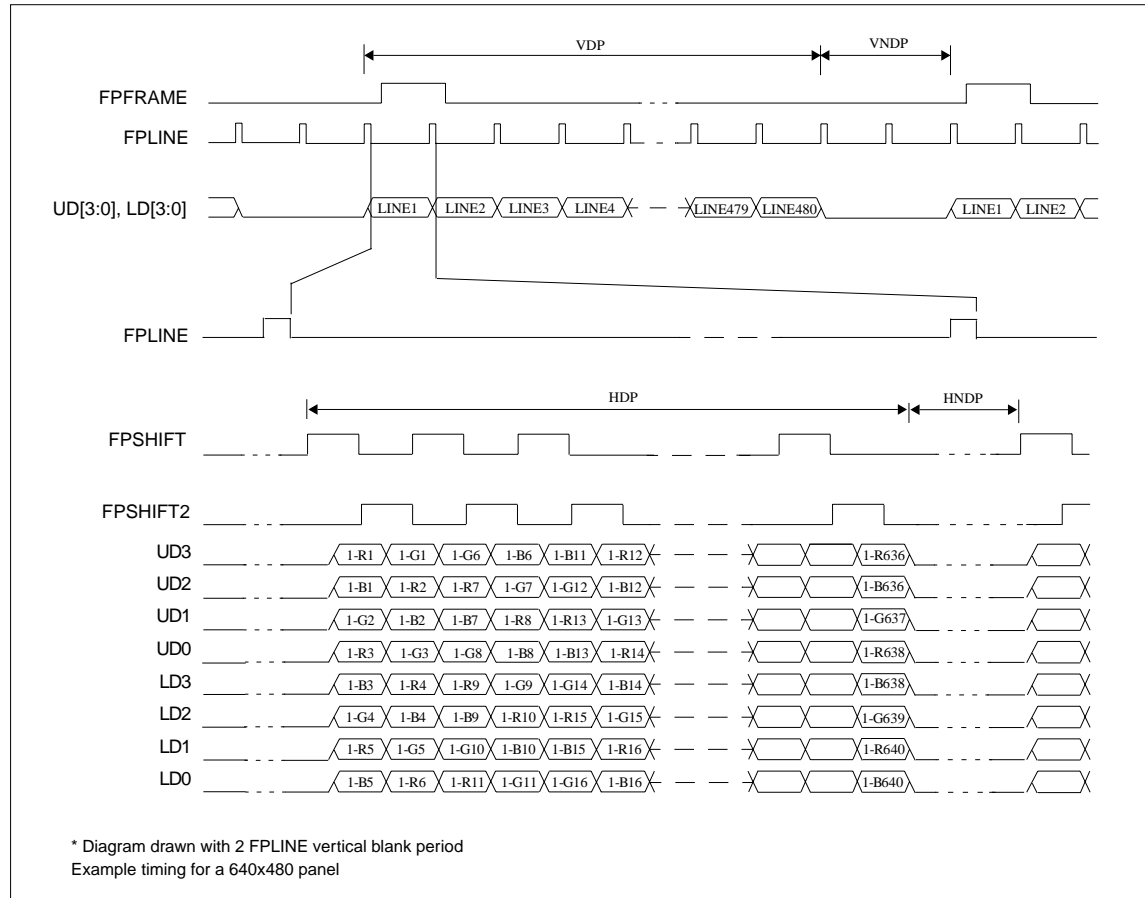 VDP VNDP
FPFRAME
FPLINE
UD[3:0], LD[3:0] LINE1 LINE2 LINE3 LINE4 LINE479 LINE480 LINE1 LINE2
FPLINE
HDP HNDP
FPSHIFT
FPSHIFT2
UD3 1-R1 1-G1 1-G6 1-B6 1-B11 1-R12 1-R636
UD2 1-B1 1-R2 1-R7 1-G7 1-G12 1-B12 1-B636
UD1 1-G2 1-B2 1-B7 1-R8 1-R13 1-G13 1-G637
UD0 1-R3 1-G3 1-G8 1-B8 1-B13 1-R14 1-R638
LD3 1-B3 1-R4 1-R9 1-G9 1-G14 1-B14 1-B638
LD2 1-G4 1-B4 1-B9 1-R10 1-R15 1-G15 1-G639
LD1 1-R5 1-G5 1-G10 1-B10 1-B15 1-R16 1-R640
LD0 1-B5 1-R6 1-R11 1-G11 1-G16 1-B16 1-B640
* Diagram drawn with 2 FPLINE vertical blank period
Example timing for a 640x480 panel